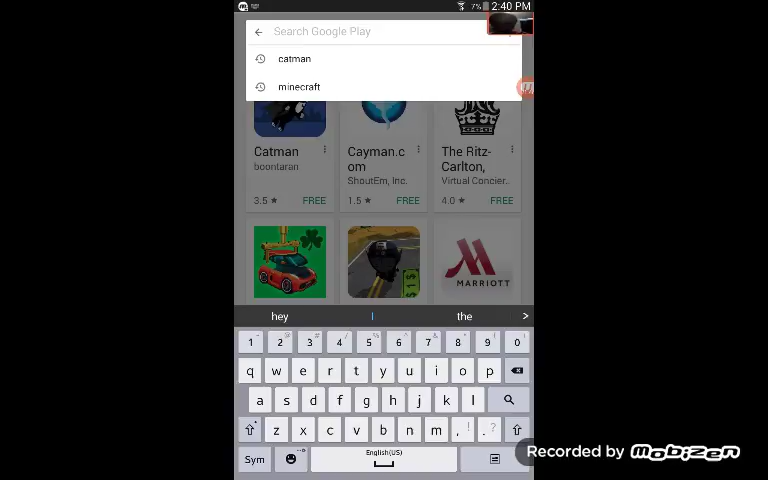 7% 2:40 PM
Search Google Play
catman
minecraft
Catman
boontaran
3.5 ★ FREE
Cayman.c
om
ShoutEm, Inc.
1.5 ★ FREE
The Ritz-
Carlton,
Virtual Concier..
4.0 ★ FREE
MARRIOTT
hey I the >
1 2 3 4 5 6 7 8 9 0
q w e r t y u i o p
a s d f g h j k l
z x c v b n m , ! . ?
Sym English(US)
Recorded by Mobizen